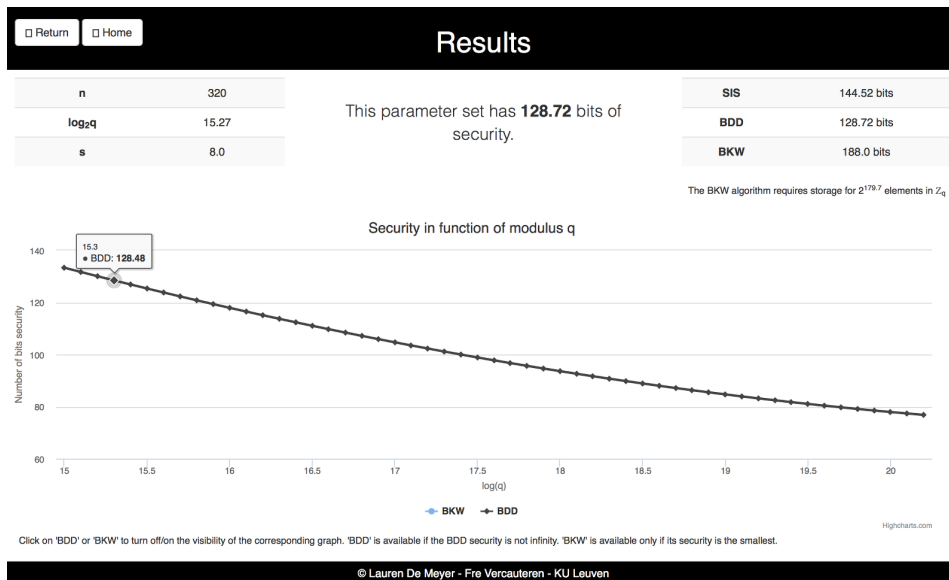 Return Home
Results
n 320
log₂q 15.27
s 8.0
This parameter set has 128.72 bits of
security.
SIS 144.52 bits
BDD 128.72 bits
BKW 188.0 bits
The BKW algorithm requires storage for 2^179.7 elements in ℤq
Security in function of modulus q
15.3
● BDD: 128.48
Number of bits security
140
120
100
80
60
15 15.5 16 16.5 17 17.5 18 18.5 19 19.5 20
log(q)
BKW BDD
Highcharts.com
Click on 'BDD' or 'BKW' to turn off/on the visibility of the corresponding graph. 'BDD' is available if the BDD security is not infinity. 'BKW' is available only if its security is the smallest.
© Lauren De Meyer - Fre Vercauteren - KU Leuven